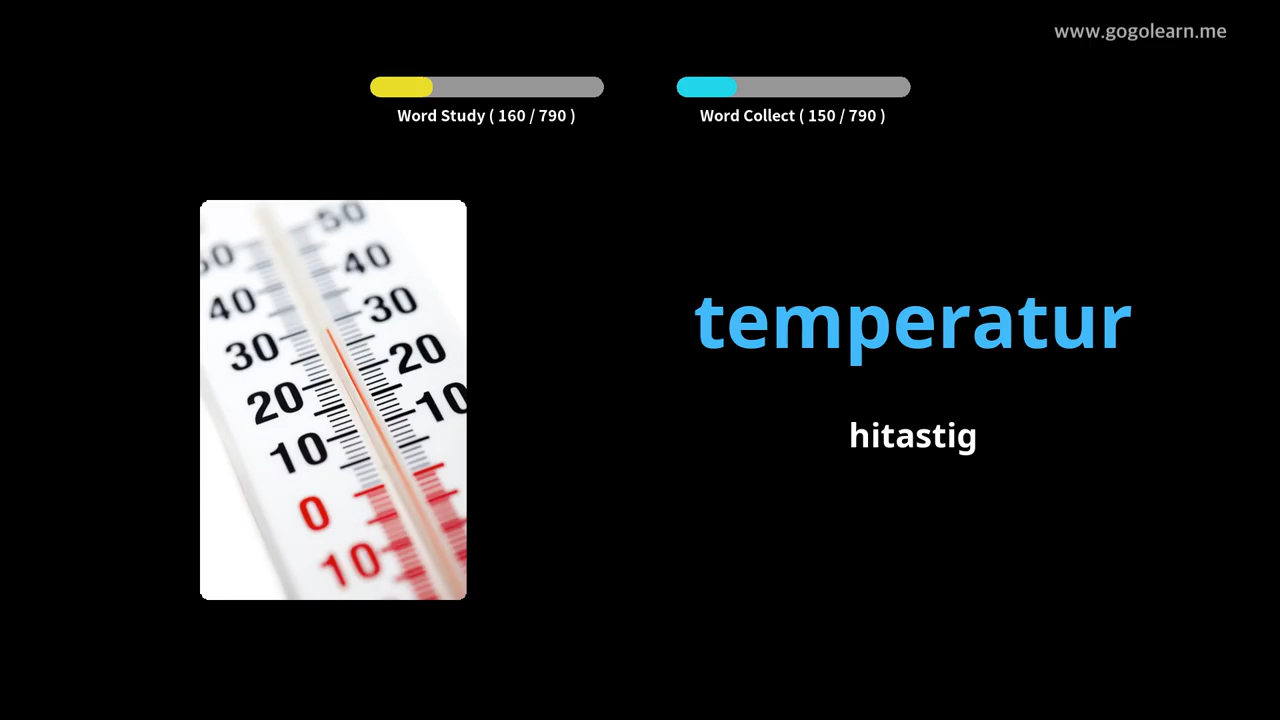 www.gogolearn.me
Word Study ( 160 / 790 )
Word Collect ( 150 / 790 )
50
40
30
20
10
40
30
20
10
0
10
temperatur
hitastig